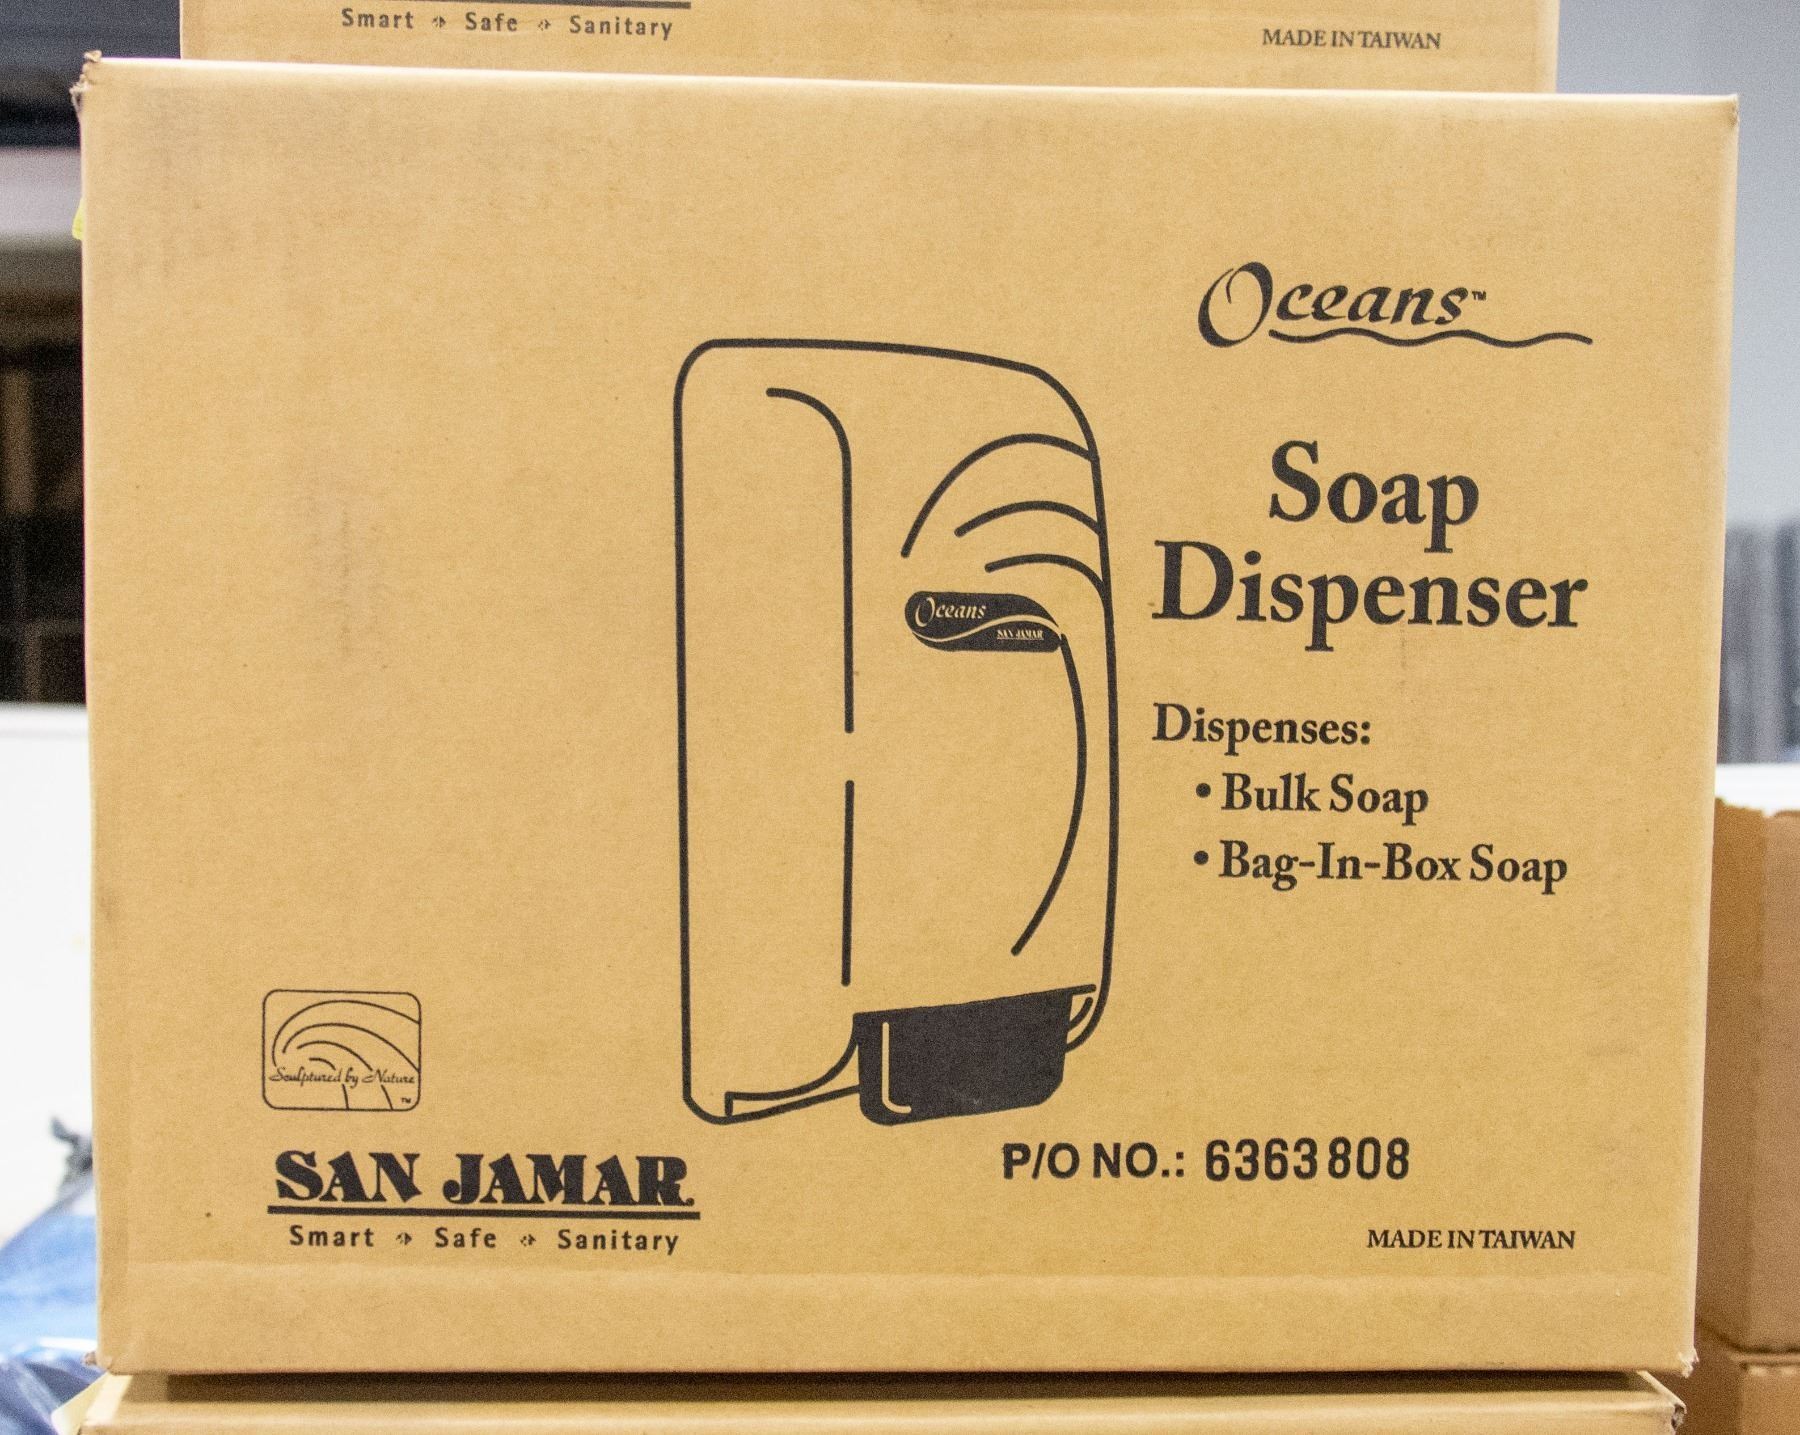 Smart Safe Sanitary
MADE IN TAIWAN
Oceans™
Soap
Dispenser
Oceans
SAN JAMAR
Dispenses:
• Bulk Soap
• Bag-In-Box Soap
Sculptured by Nature
™
SAN JAMAR
Smart Safe Sanitary
P/O NO.: 6363808
MADE IN TAIWAN